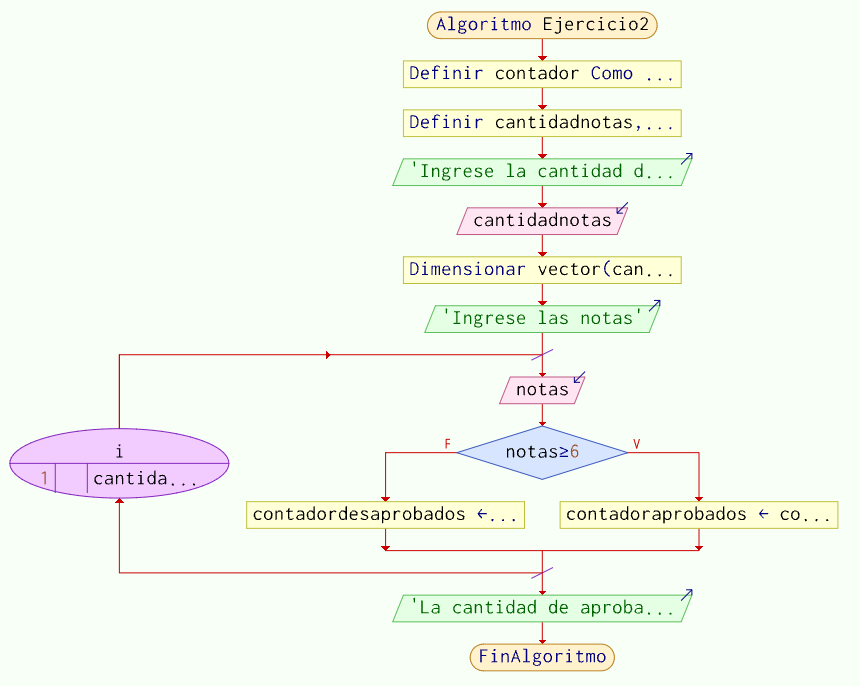 Algoritmo Ejercicio2
Definir contador Como ...
Definir cantidadnotas,...
'Ingrese la cantidad d...
cantidadnotas
Dimensionar vector(can...
'Ingrese las notas'
notas
i
1 cantida...
F notas≥6 V
contadordesaprobados ←...
contadoraprobados ← co...
'La cantidad de aproba...
FinAlgoritmo